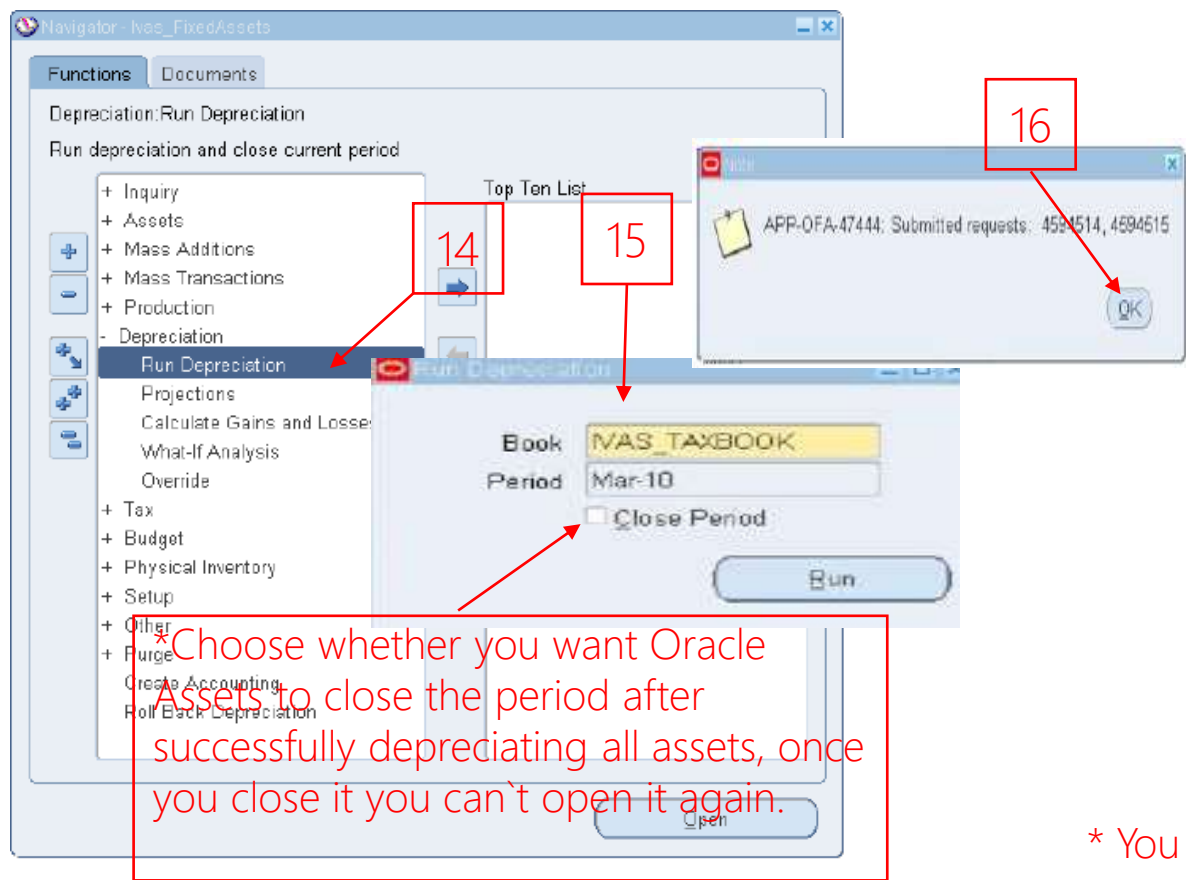 Navigator - Ivas_FixedAssets
Functions
Documents
Depreciation:Run Depreciation
Run depreciation and close current period
+ Inquiry
+ Assets
+ Mass Additions
+ Mass Transactions
+ Production
- Depreciation
Run Depreciation
Projections
Calculate Gains and Losses
What-If Analysis
Override
+ Tax
+ Budget
+ Physical Inventory
+ Setup
+ Other
+ Purge
Create Accounting
Roll Back Depreciation
Top Ten List
14
15
16
Note
APP-OFA-47444: Submitted requests: 4594514, 4594515
OK
Run Depreciation
Book IVAS_TAXBOOK
Period Mar-10
Close Period
Run
*Choose whether you want Oracle
Assets to close the period after
successfully depreciating all assets, once
you close it you can`t open it again.
Open
* You